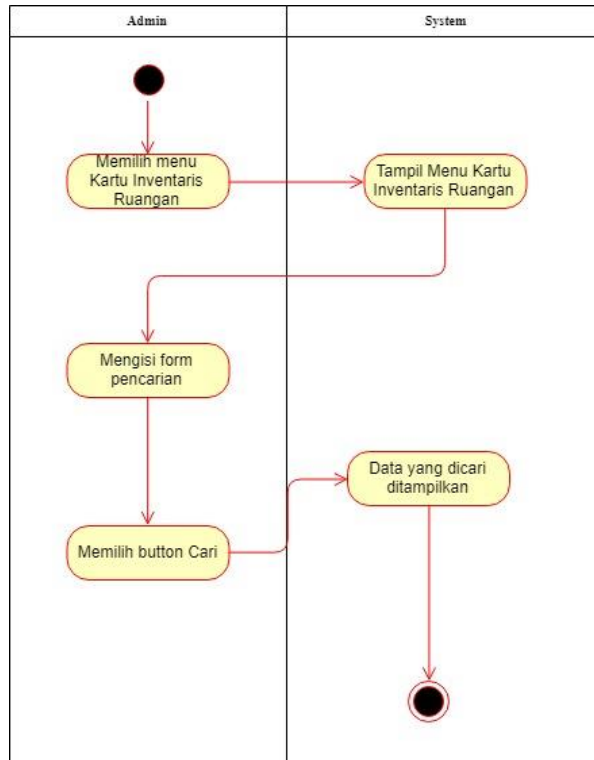 Admin
System
Memilih menu
Kartu Inventaris
Ruangan
Tampil Menu Kartu
Inventaris Ruangan
Mengisi form
pencarian
Data yang dicari
ditampilkan
Memilih button Cari